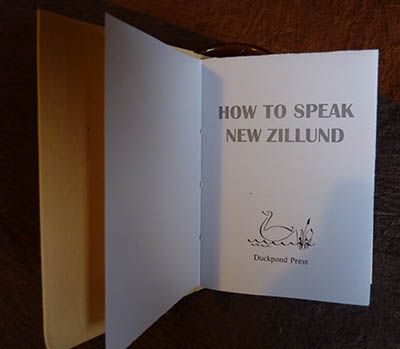 HOW TO SPEAK
NEW ZILLUND
Duckpond Press